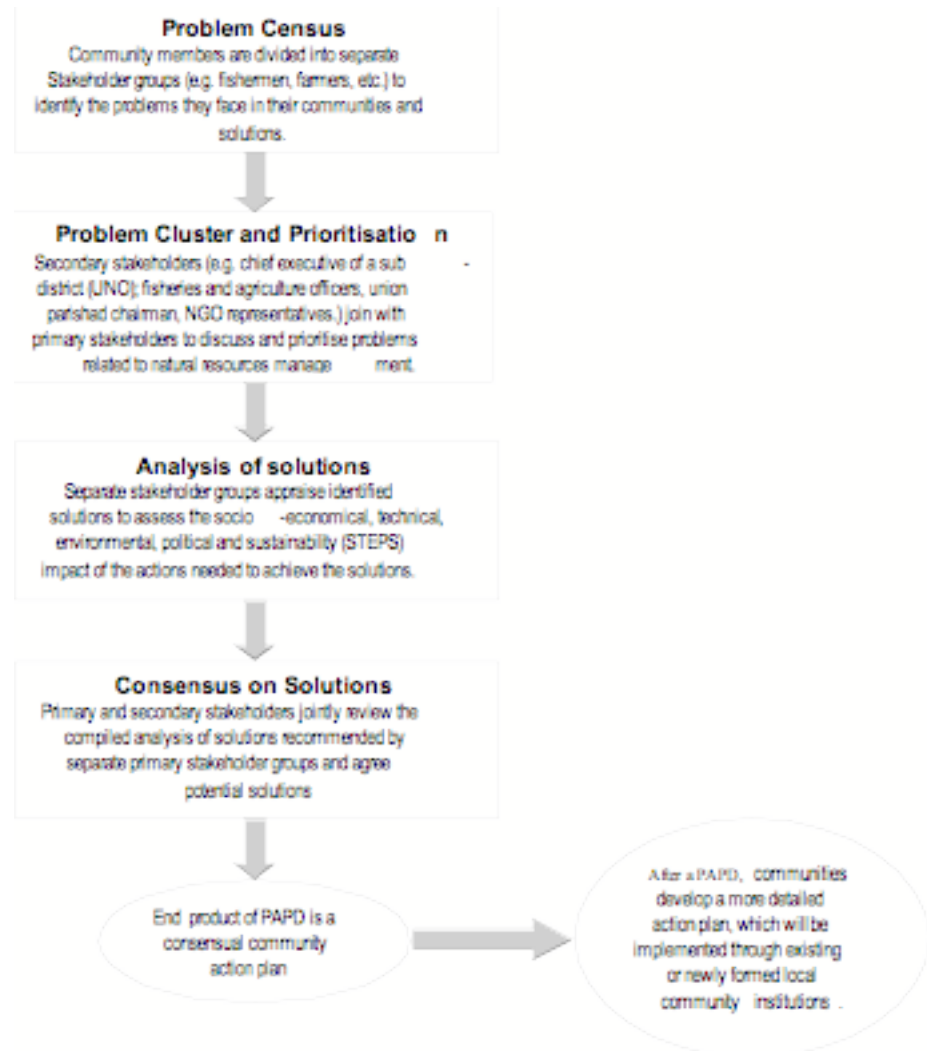 Problem Census
Community members are divided into separate
Stakeholder groups (e.g. fishermen, farmers, etc.) to
identify the problems they face in their communities and
solutions.
Problem Cluster and Prioritisatio n
Secondary stakeholders (e.g. chief executive of a sub -
district (UNO); fisheries and agriculture officers, union
parishad chairman, NGO representatives.) join with
primary stakeholders to discuss and prioritise problems
related to natural resources manage ment.
Analysis of solutions
Separate stakeholder groups appraise identified
solutions to assess the socio -economical, technical,
environmental, political and sustainability (STEPS)
impact of the actions needed to achieve the solutions.
Consensus on Solutions
Primary and secondary stakeholders jointly review the
compiled analysis of solutions recommended by
separate primary stakeholder groups and agree
potential solutions
End product of PAPD is a
consensual community
action plan
After a PAPD, communities
develop a more detailed
action plan, which will be
implemented through existing
or newly formed local
community institutions .